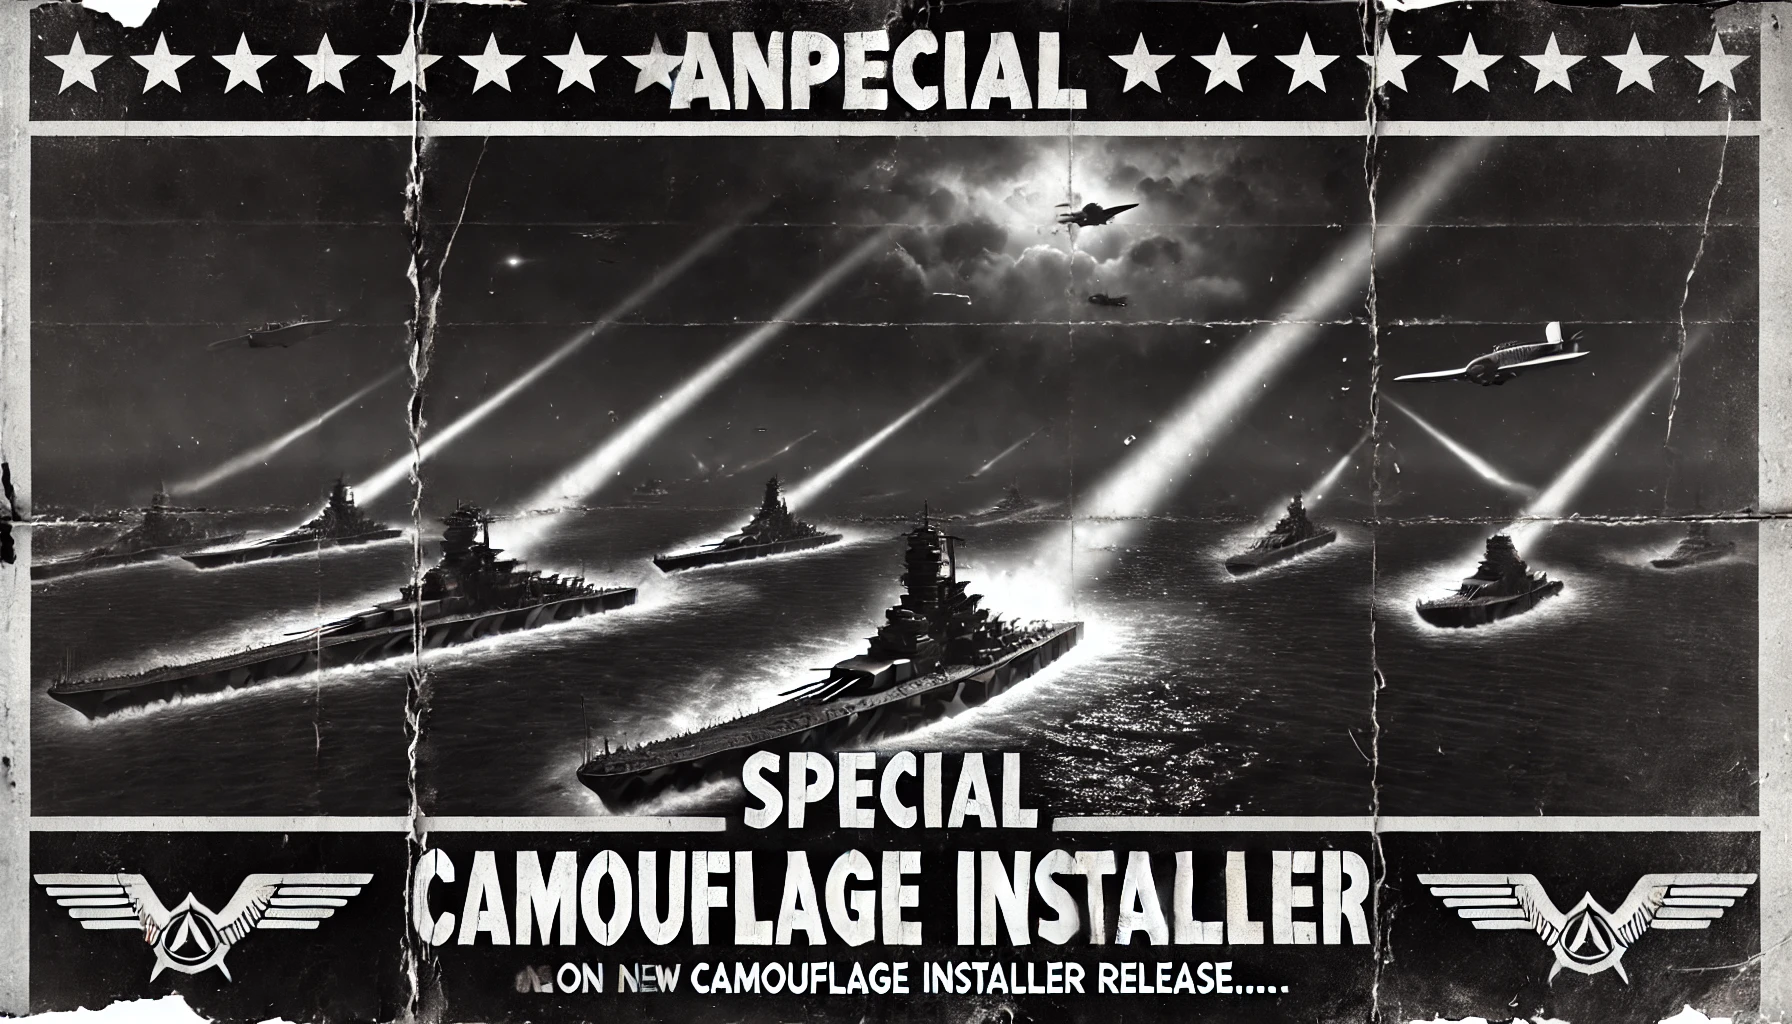 ANPECIAL
SPECIAL
CAMOUFLAGE INSTALLER
ON NEW CAMOUFLAGE INSTALLER RELEASE.....